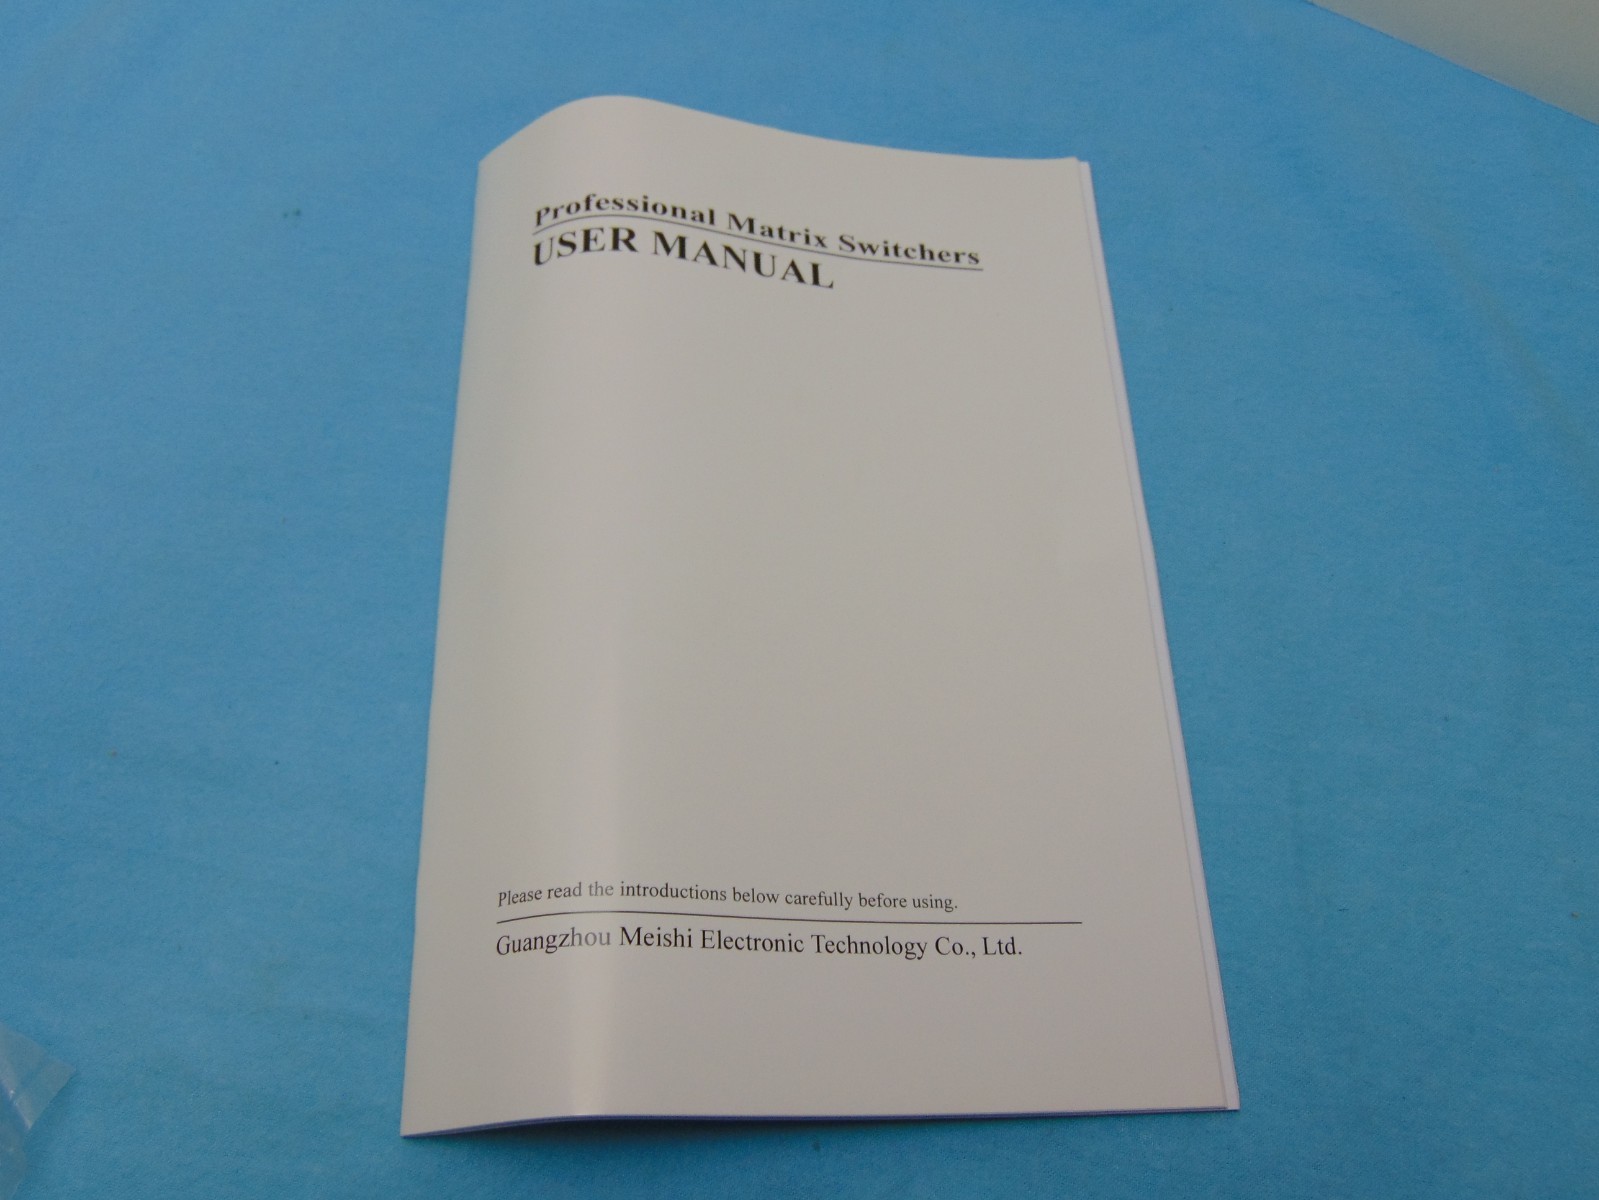 Professional Matrix Switchers
USER MANUAL
Please read the introductions below carefully before using.
Guangzhou Meishi Electronic Technology Co., Ltd.